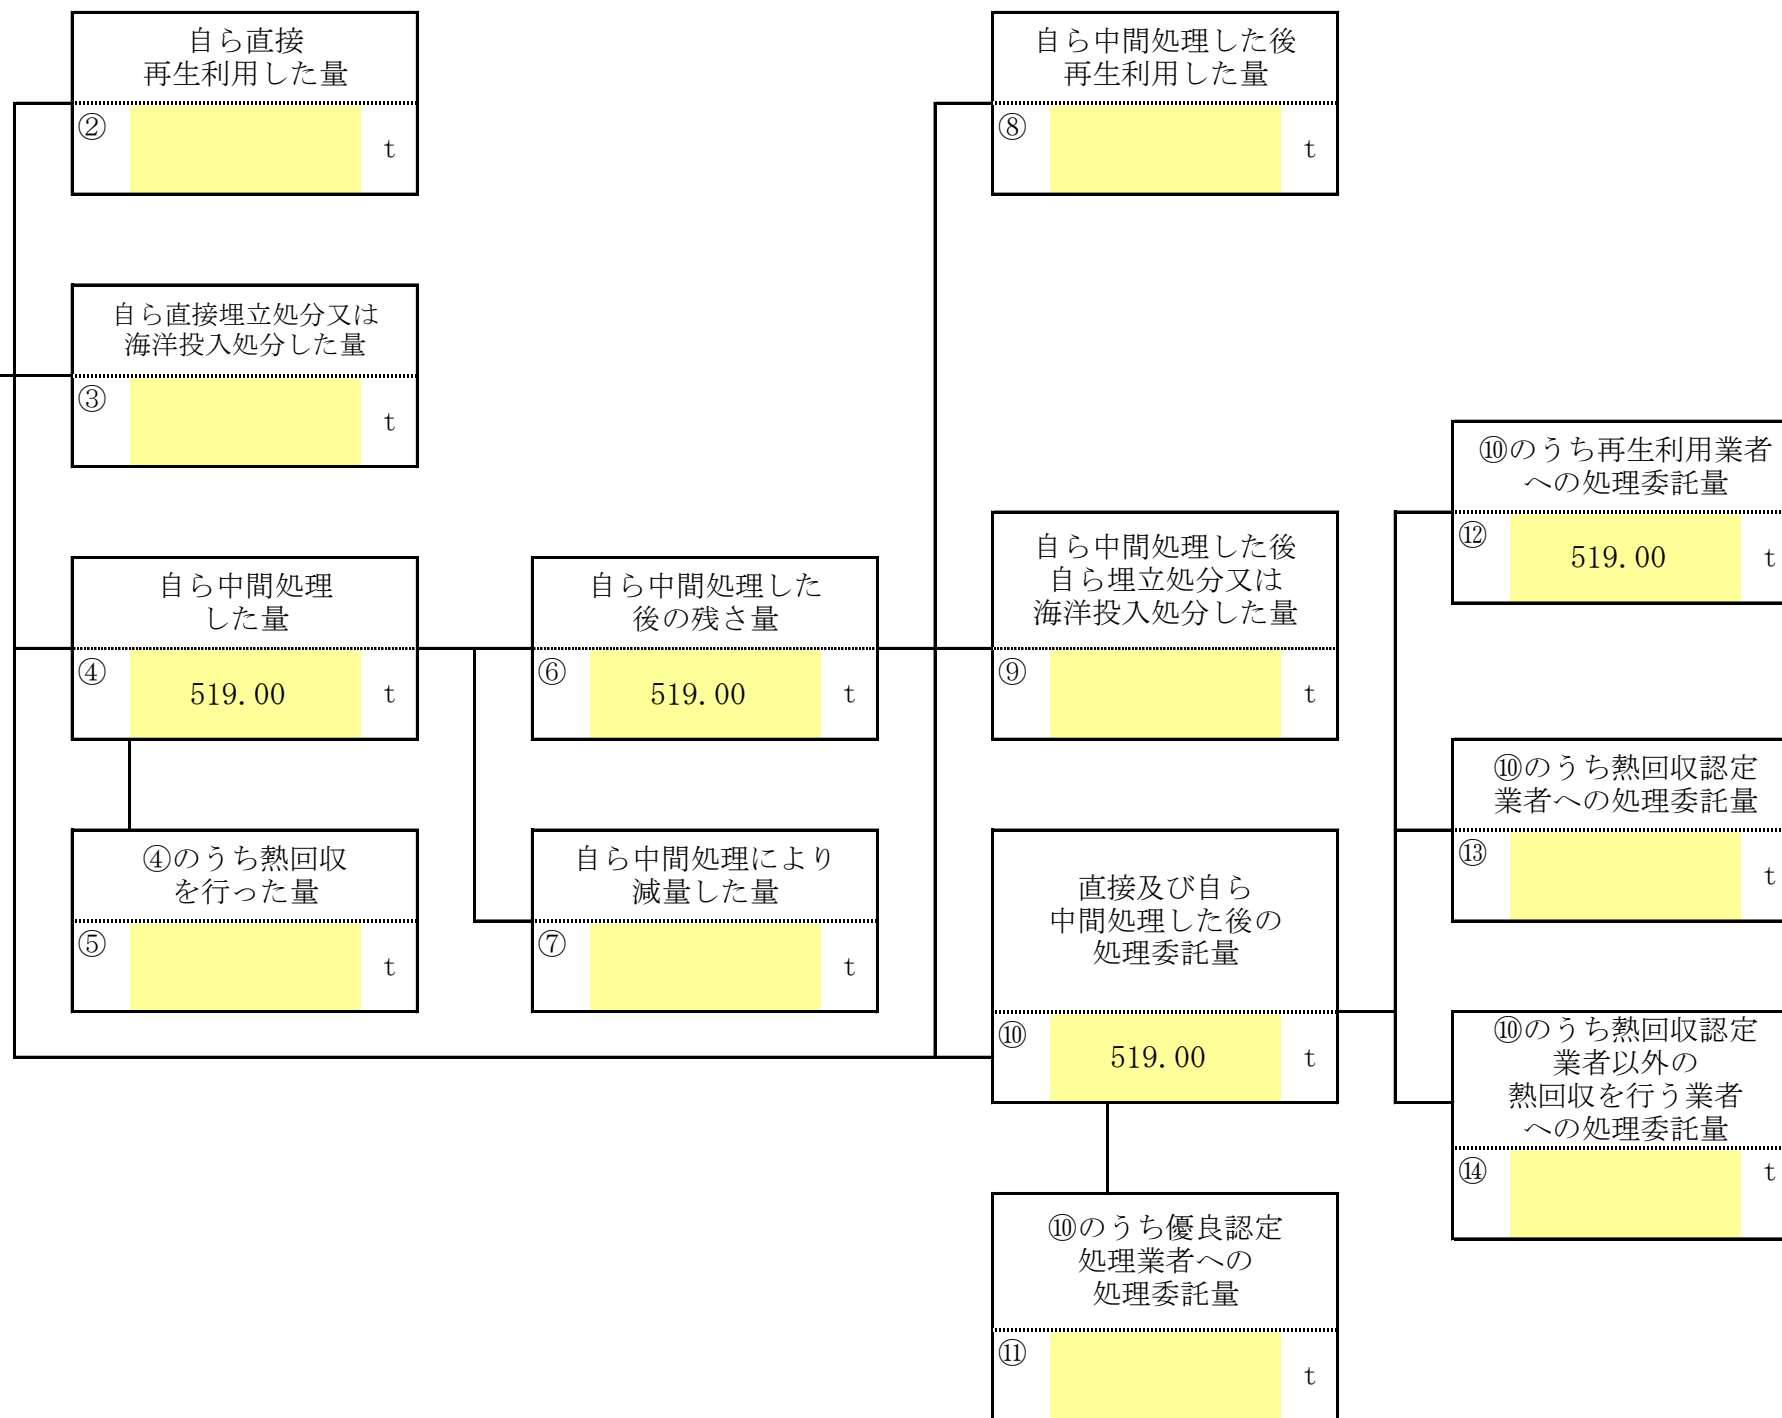 自ら直接
再生利用した量
②
t
自ら中間処理した後
再生利用した量
⑧
t
自ら直接埋立処分又は
海洋投入処分した量
③
t
⑩のうち再生利用業者
への処理委託量
⑫
519.00
t
自ら中間処理
した量
④
519.00
t
自ら中間処理した
後の残さ量
⑥
519.00
t
自ら中間処理した後
自ら埋立処分又は
海洋投入処分した量
⑨
t
⑩のうち熱回収認定
業者への処理委託量
⑬
t
④のうち熱回収
を行った量
⑤
t
自ら中間処理により
減量した量
⑦
t
直接及び自ら
中間処理した後の
処理委託量
⑩
519.00
t
⑩のうち熱回収認定
業者以外の
熱回収を行う業者
への処理委託量
⑭
t
⑩のうち優良認定
処理業者への
処理委託量
⑪
t